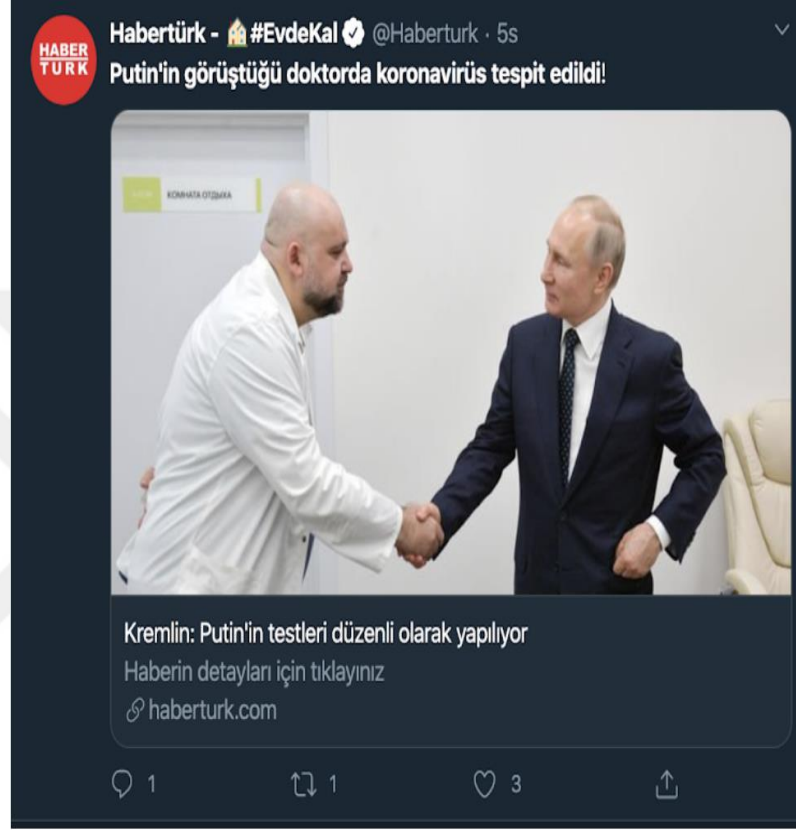 HABER
TURK
Habertürk - 🏠 #EvdeKal @Haberturk · 5s
Putin'in görüştüğü doktorda koronavirüs tespit edildi!
КОМНАТА ОТДЫХА
Kremlin: Putin'in testleri düzenli olarak yapılıyor
Haberin detayları için tıklayınız
haberturk.com
1 1 3